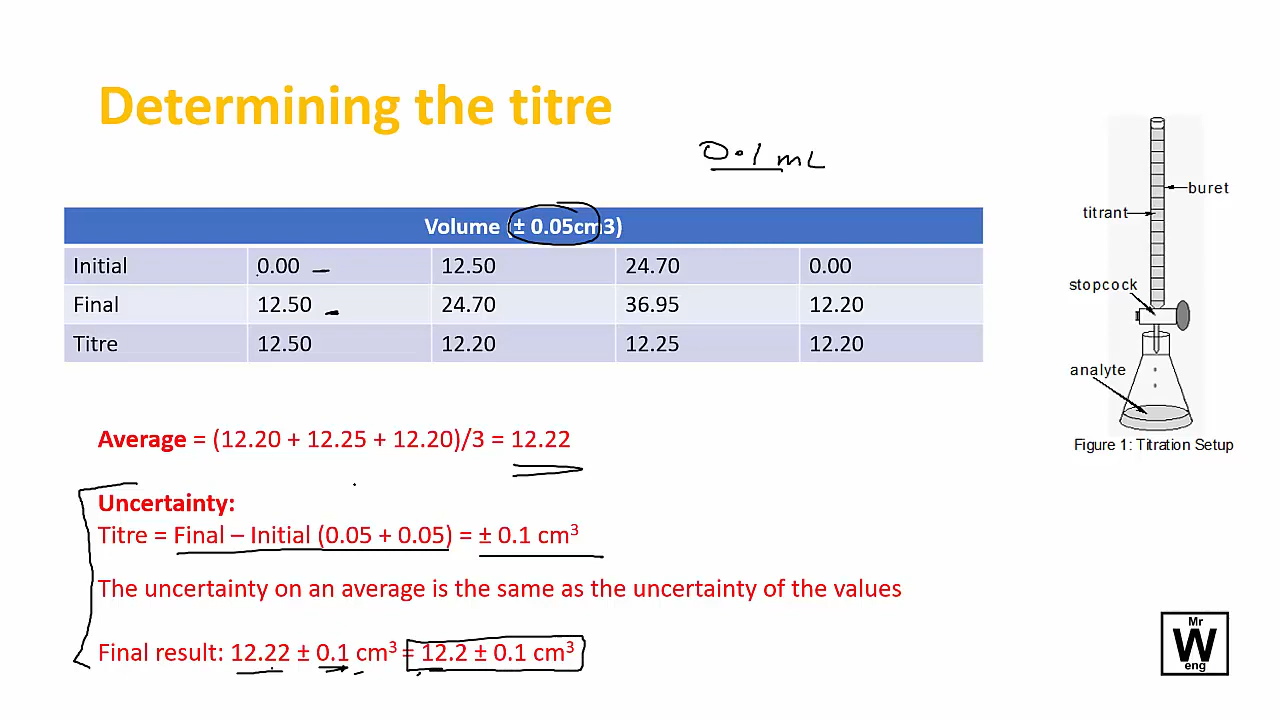 Determining the titre
0.1 mL
Volume (± 0.05cm3)
Initial 0.00 12.50 24.70 0.00
Final 12.50 24.70 36.95 12.20
Titre 12.50 12.20 12.25 12.20
buret
titrant
stopcock
analyte
Figure 1: Titration Setup
Average = (12.20 + 12.25 + 12.20)/3 = 12.22
Uncertainty:
Titre = Final – Initial (0.05 + 0.05) = ± 0.1 cm³
The uncertainty on an average is the same as the uncertainty of the values
Final result: 12.22 ± 0.1 cm³ = 12.2 ± 0.1 cm³
Mr
W
eng